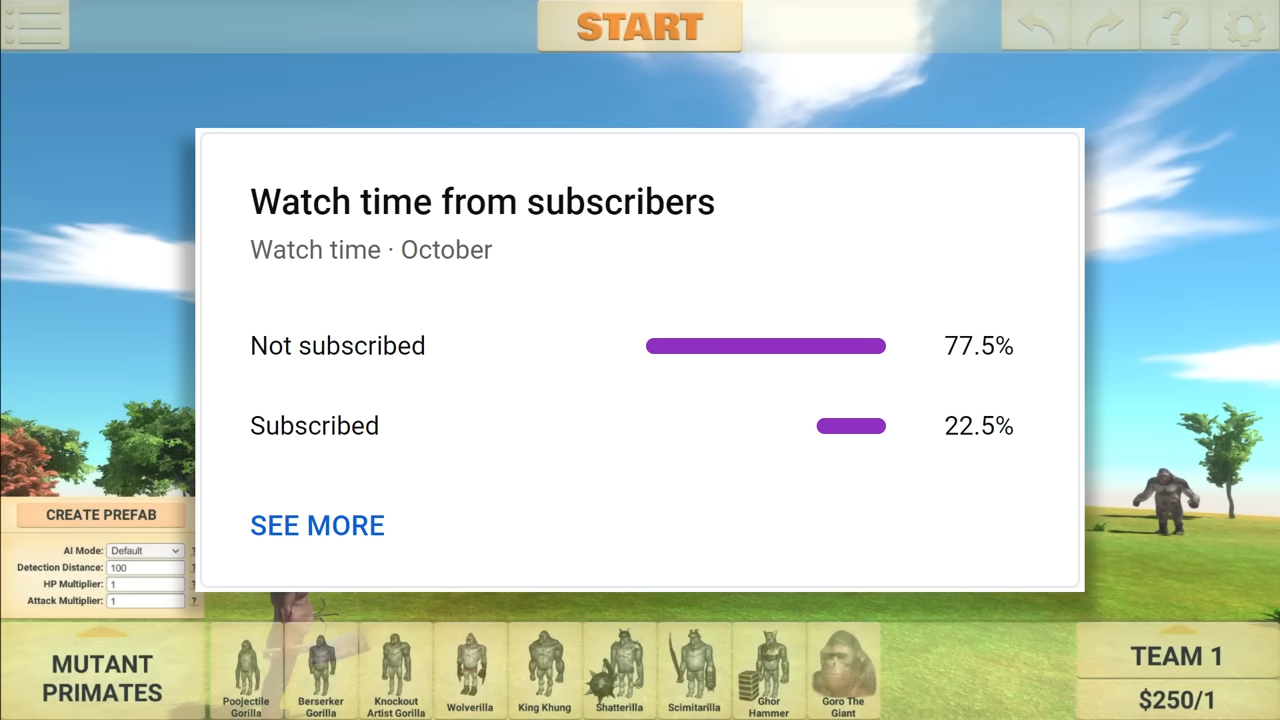 START
?
Watch time from subscribers
Watch time · October
Not subscribed 77.5%
Subscribed 22.5%
SEE MORE
CREATE PREFAB
AI Mode: Default ?
Detection Distance: 100 ?
HP Multiplier: 1 ?
Attack Multiplier: 1 ?
MUTANT
PRIMATES
Poojectile
Gorilla
Berserker
Gorilla
Knockout
Artist Gorilla
Wolverilla
King Khung
Shatterilla
Scimitarilla
Ghor
Hammer
Goro The
Giant
TEAM 1
$250/1